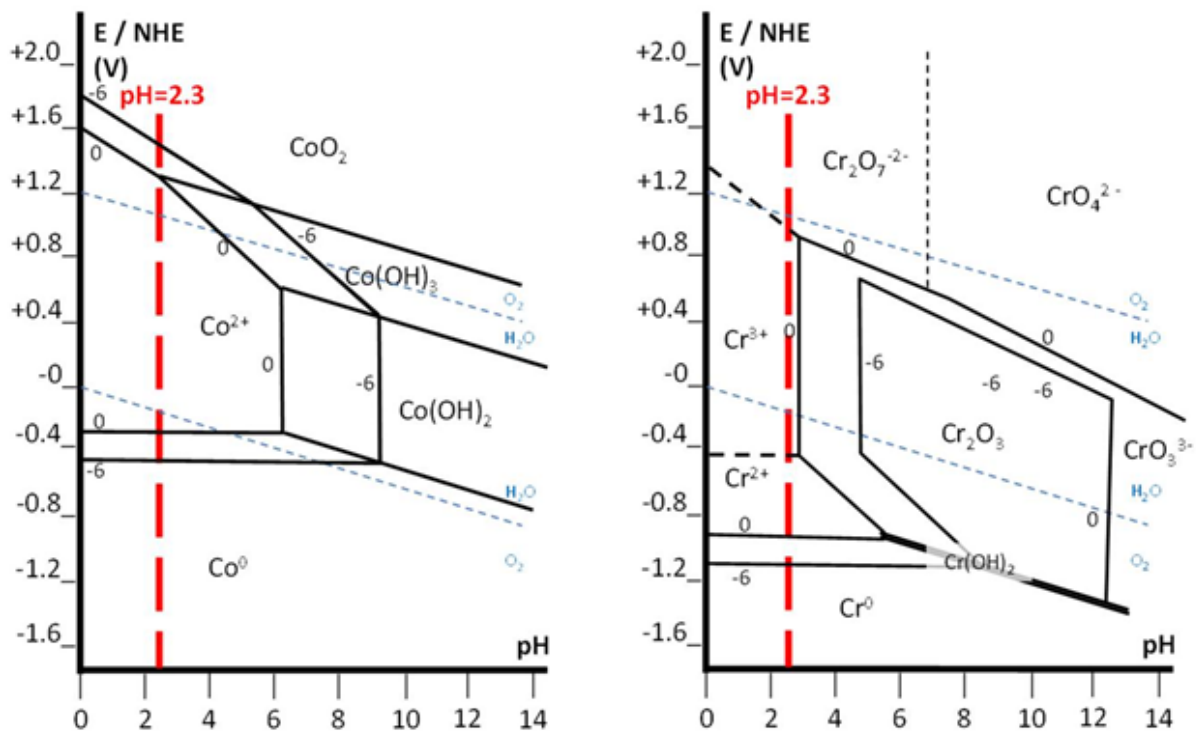 E / NHE
(V)
+2.0
+1.6
+1.2
+0.8
+0.4
-0
-0.4
-0.8
-1.2
-1.6
-6
pH=2.3
0
CoO₂
0
-6
Co(OH)₃
O₂
H₂O
Co²⁺
0
-6
Co(OH)₂
0
-6
H₂O
O₂
Co⁰
pH
0 2 4 6 8 10 12 14
E / NHE
(V)
+2.0
+1.6
+1.2
+0.8
+0.4
-0
-0.4
-0.8
-1.2
-1.6
pH=2.3
Cr₂O₇⁻²⁻
CrO₄²⁻
0
O₂
H₂O
Cr³⁺
0
0
-6
-6
-6
Cr₂O₃
CrO₃³⁻
Cr²⁺
H₂O
0
0
Cr(OH)₂
O₂
-6
Cr⁰
pH
0 2 4 6 8 10 12 14